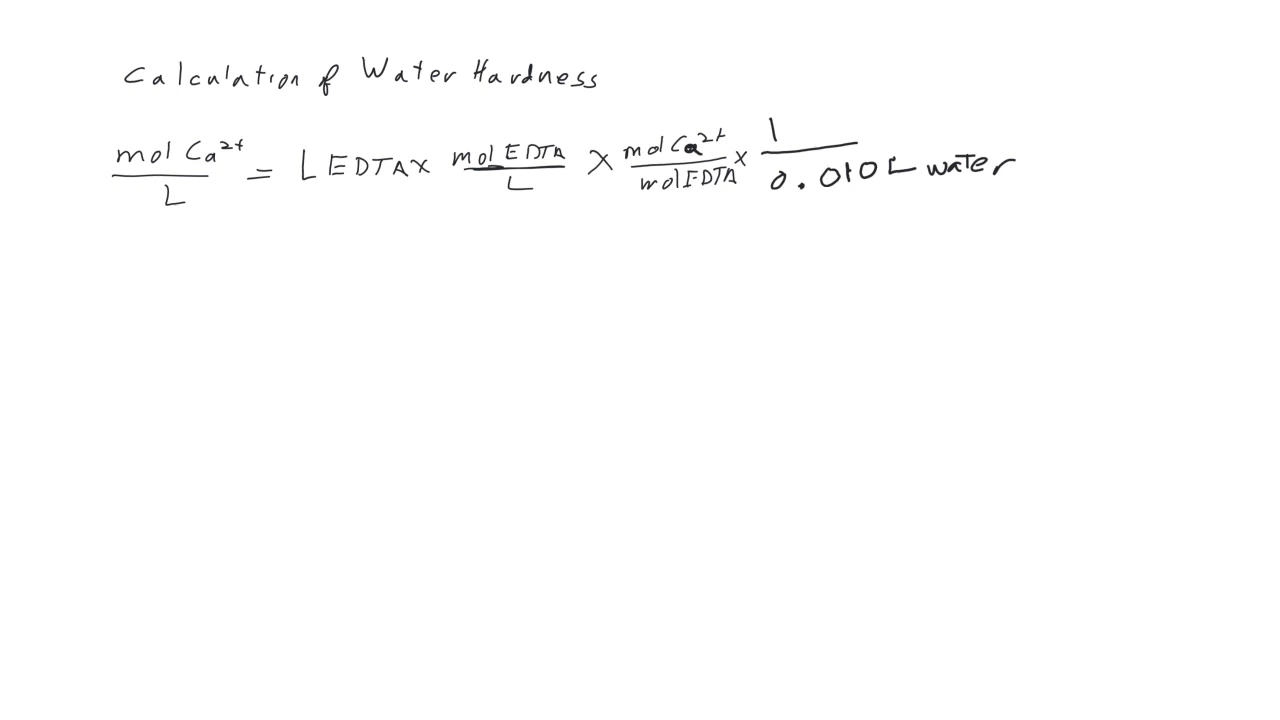 Calculation of Water Hardness
mol Ca²⁺/L = L EDTA x mol EDTA/L x mol Ca²⁺/mol EDTA x 1/0.010 L water